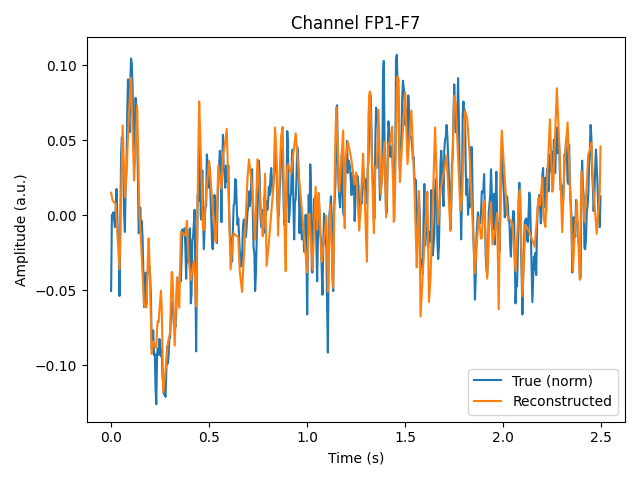 Channel FP1-F7
Amplitude (a.u.)
0.10
0.05
0.00
−0.05
−0.10
0.0 0.5 1.0 1.5 2.0 2.5
Time (s)
True (norm)
Reconstructed